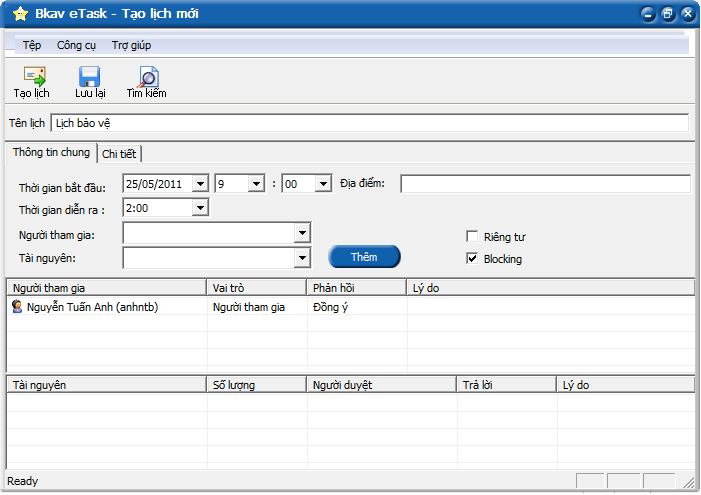 Bkav eTask - Tạo lịch mới
Tệp Công cụ Trợ giúp
Tạo lịch Lưu lại Tìm kiếm
Tên lịch Lịch bảo vệ
Thông tin chung Chi tiết
Thời gian bắt đầu: 25/05/2011 9 : 00 Địa điểm:
Thời gian diễn ra : 2:00
Người tham gia: Riêng tư
Tài nguyên: Thêm Blocking
Người tham gia Vai trò Phản hồi Lý do
Nguyễn Tuấn Anh (anhntb) Người tham gia Đồng ý
Tài nguyên Số lượng Người duyệt Trả lời Lý do
Ready